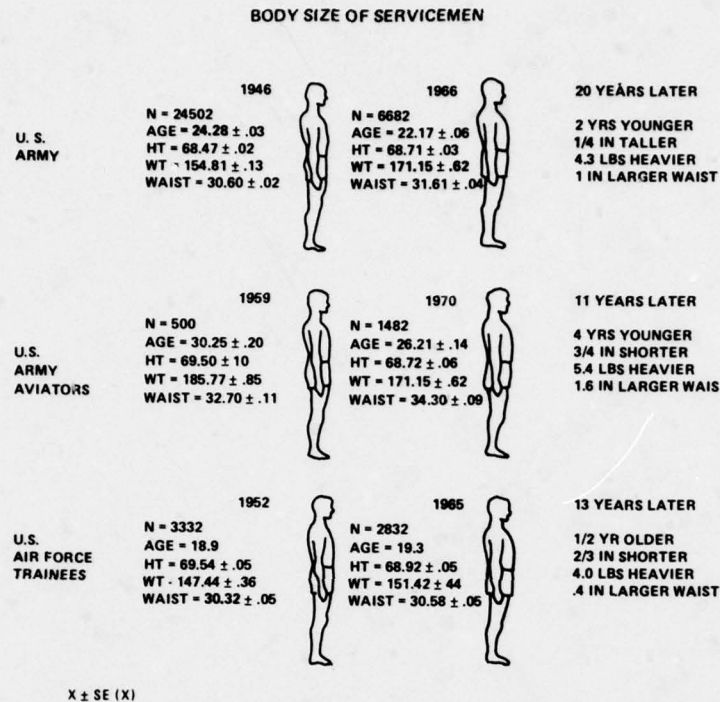 BODY SIZE OF SERVICEMEN
U. S.
ARMY
1946
N = 24502
AGE = 24.28 ± .03
HT = 68.47 ± .02
WT - 154.81 ± .13
WAIST = 30.60 ± .02
1966
N = 6682
AGE = 22.17 ± .06
HT = 68.71 ± .03
WT = 171.15 ± .62
WAIST = 31.61 ± .04
20 YEARS LATER
2 YRS YOUNGER
1/4 IN TALLER
4.3 LBS HEAVIER
1 IN LARGER WAIST
U.S.
ARMY
AVIATORS
1959
N = 500
AGE = 30.25 ± .20
HT = 69.50 ± 10
WT = 185.77 ± .85
WAIST = 32.70 ± .11
1970
N = 1482
AGE = 26.21 ± .14
HT = 68.72 ± .06
WT = 171.15 ± .62
WAIST = 34.30 ± .09
11 YEARS LATER
4 YRS YOUNGER
3/4 IN SHORTER
5.4 LBS HEAVIER
1.6 IN LARGER WAIS
U.S.
AIR FORCE
TRAINEES
1952
N = 3332
AGE = 18.9
HT = 69.54 ± .05
WT - 147.44 ± .36
WAIST = 30.32 ± .05
1965
N = 2832
AGE = 19.3
HT = 68.92 ± .05
WT = 151.42 ± 44
WAIST = 30.58 ± .05
13 YEARS LATER
1/2 YR OLDER
2/3 IN SHORTER
4.0 LBS HEAVIER
.4 IN LARGER WAIST
X ± SE (X)